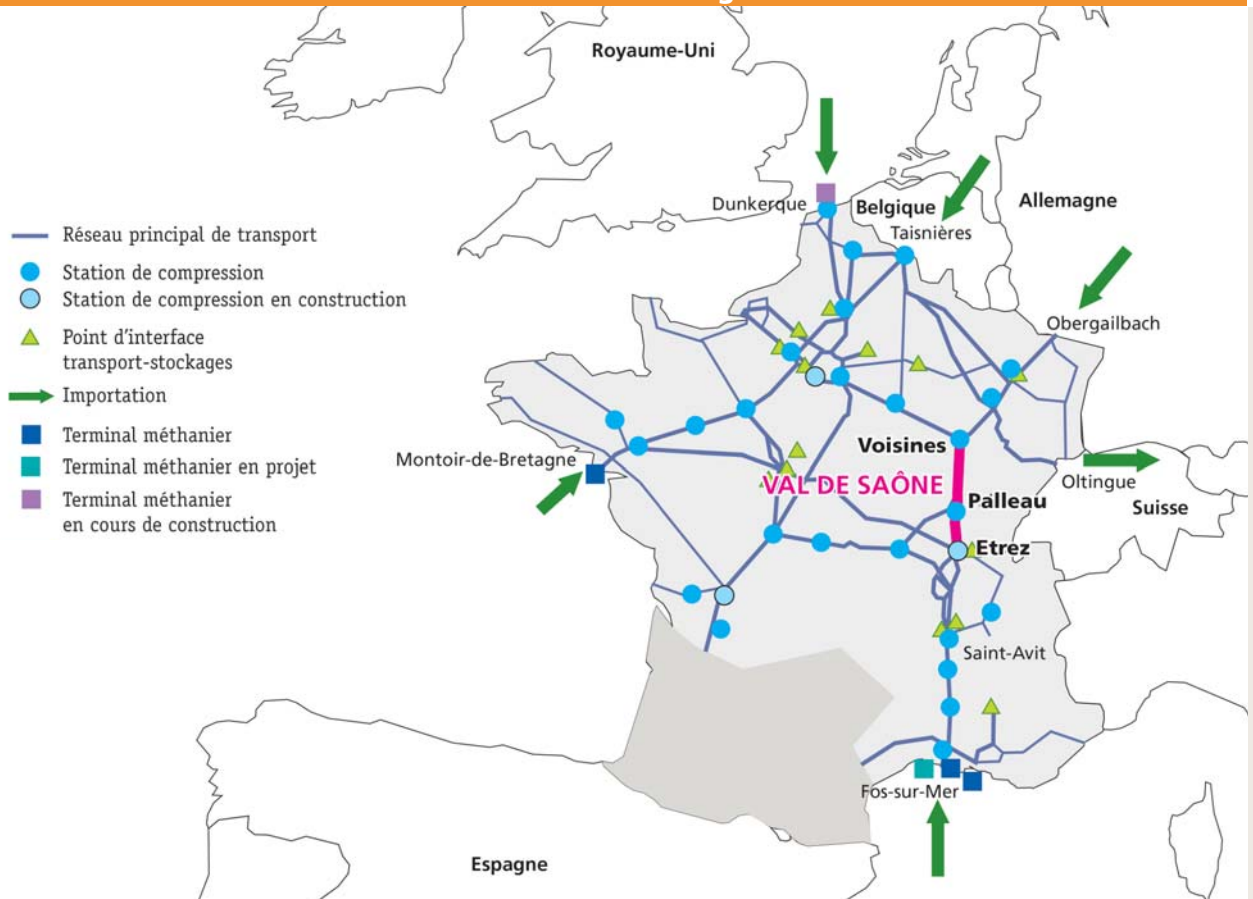 Royaume-Uni
Dunkerque
Belgique
Taisnières
Allemagne
Réseau principal de transport
Station de compression
Station de compression en construction
Point d'interface
transport-stockages
Importation
Terminal méthanier
Terminal méthanier en projet
Terminal méthanier
en cours de construction
Obergailbach
Montoir-de-Bretagne
Voisines
VAL DE SAÔNE
Oltingue
Palleau
Suisse
Etrez
Saint-Avit
Fos-sur-Mer
Espagne